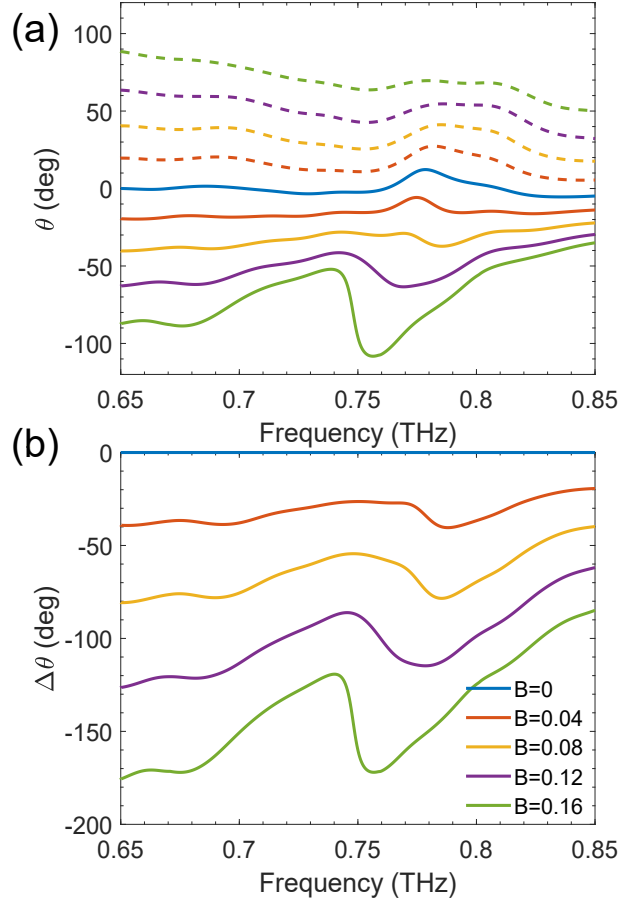 (a)
100
50
0
-50
-100
θ (deg)
0.65 0.7 0.75 0.8 0.85
Frequency (THz)
(b)
0
-50
-100
-150
-200
Δθ (deg)
B=0
B=0.04
B=0.08
B=0.12
B=0.16
0.65 0.7 0.75 0.8 0.85
Frequency (THz)